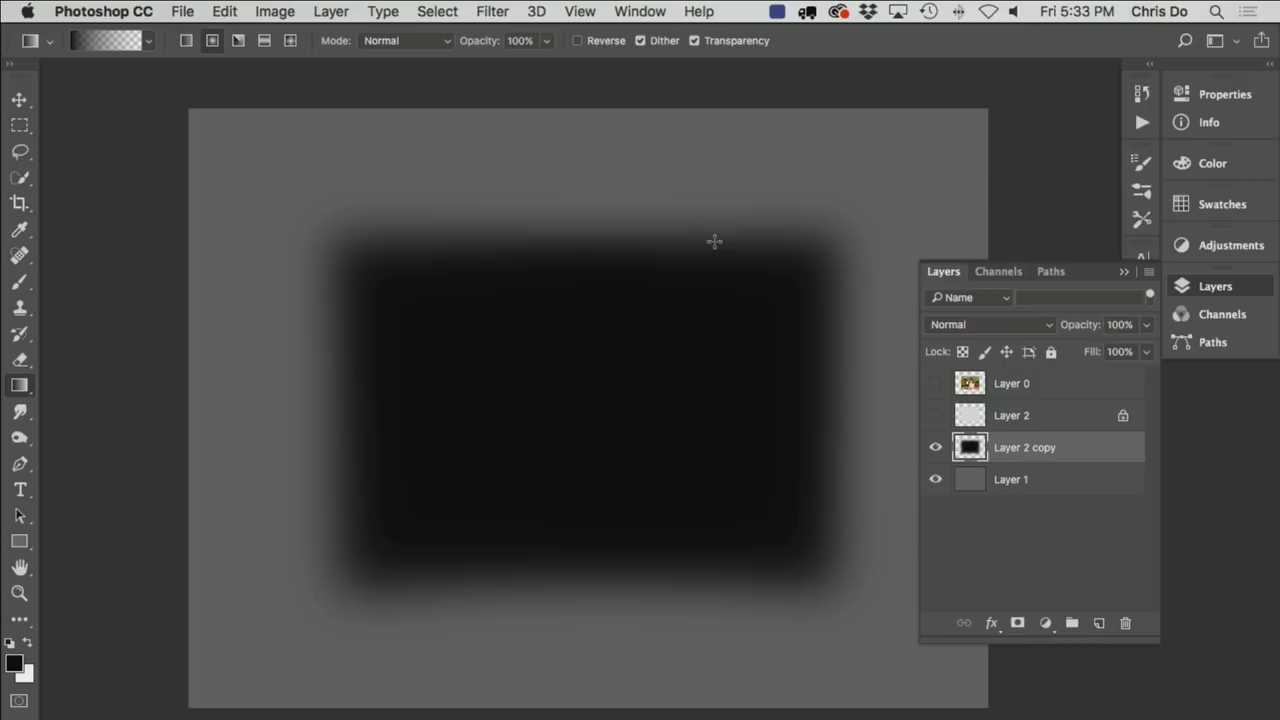 Photoshop CC File Edit Image Layer Type Select Filter 3D View Window Help Fri 5:33 PM Chris Do
Mode: Normal Opacity: 100% Reverse Dither Transparency
Properties
Info
Color
Swatches
Adjustments
Layers
Channels
Paths
Layers Channels Paths
Name
Normal Opacity: 100%
Lock: Fill: 100%
Layer 0
Layer 2
Layer 2 copy
Layer 1
fx